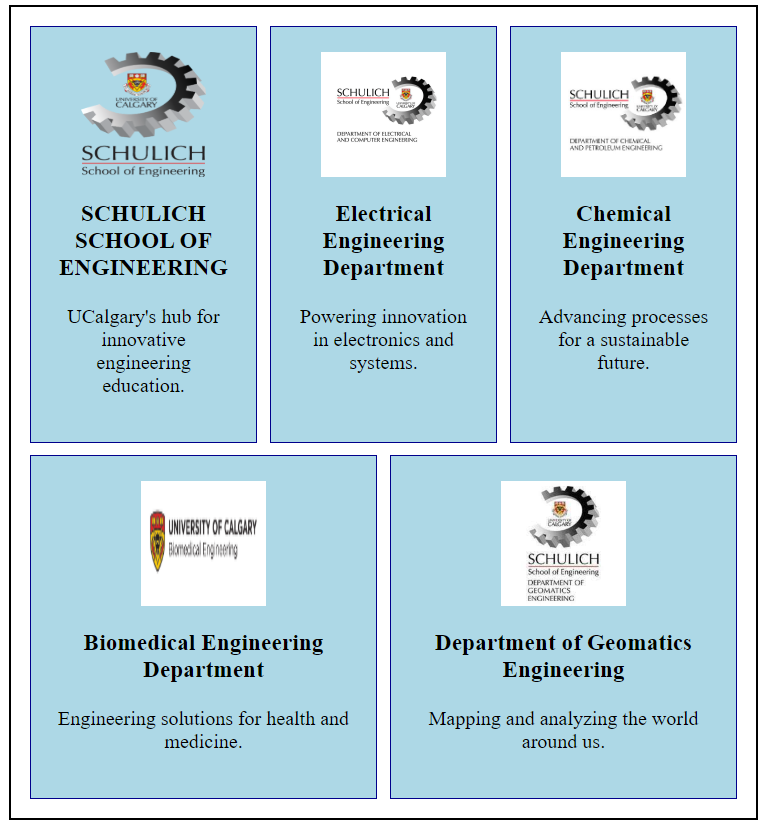 UNIVERSITY OF
CALGARY
SCHULICH
School of Engineering
SCHULICH
SCHOOL OF
ENGINEERING
UCalgary's hub for
innovative
engineering
education.
SCHULICH
School of Engineering
UNIVERSITY OF
CALGARY
DEPARTMENT OF ELECTRICAL
AND COMPUTER ENGINEERING
Electrical
Engineering
Department
Powering innovation
in electronics and
systems.
SCHULICH
School of Engineering
UNIVERSITY OF
CALGARY
DEPARTMENT OF CHEMICAL
AND PETROLEUM ENGINEERING
Chemical
Engineering
Department
Advancing processes
for a sustainable
future.
UNIVERSITY OF CALGARY
Biomedical Engineering
Biomedical Engineering
Department
Engineering solutions for health and
medicine.
UNIVERSITY OF
CALGARY
SCHULICH
School of Engineering
DEPARTMENT OF
GEOMATICS
ENGINEERING
Department of Geomatics
Engineering
Mapping and analyzing the world
around us.